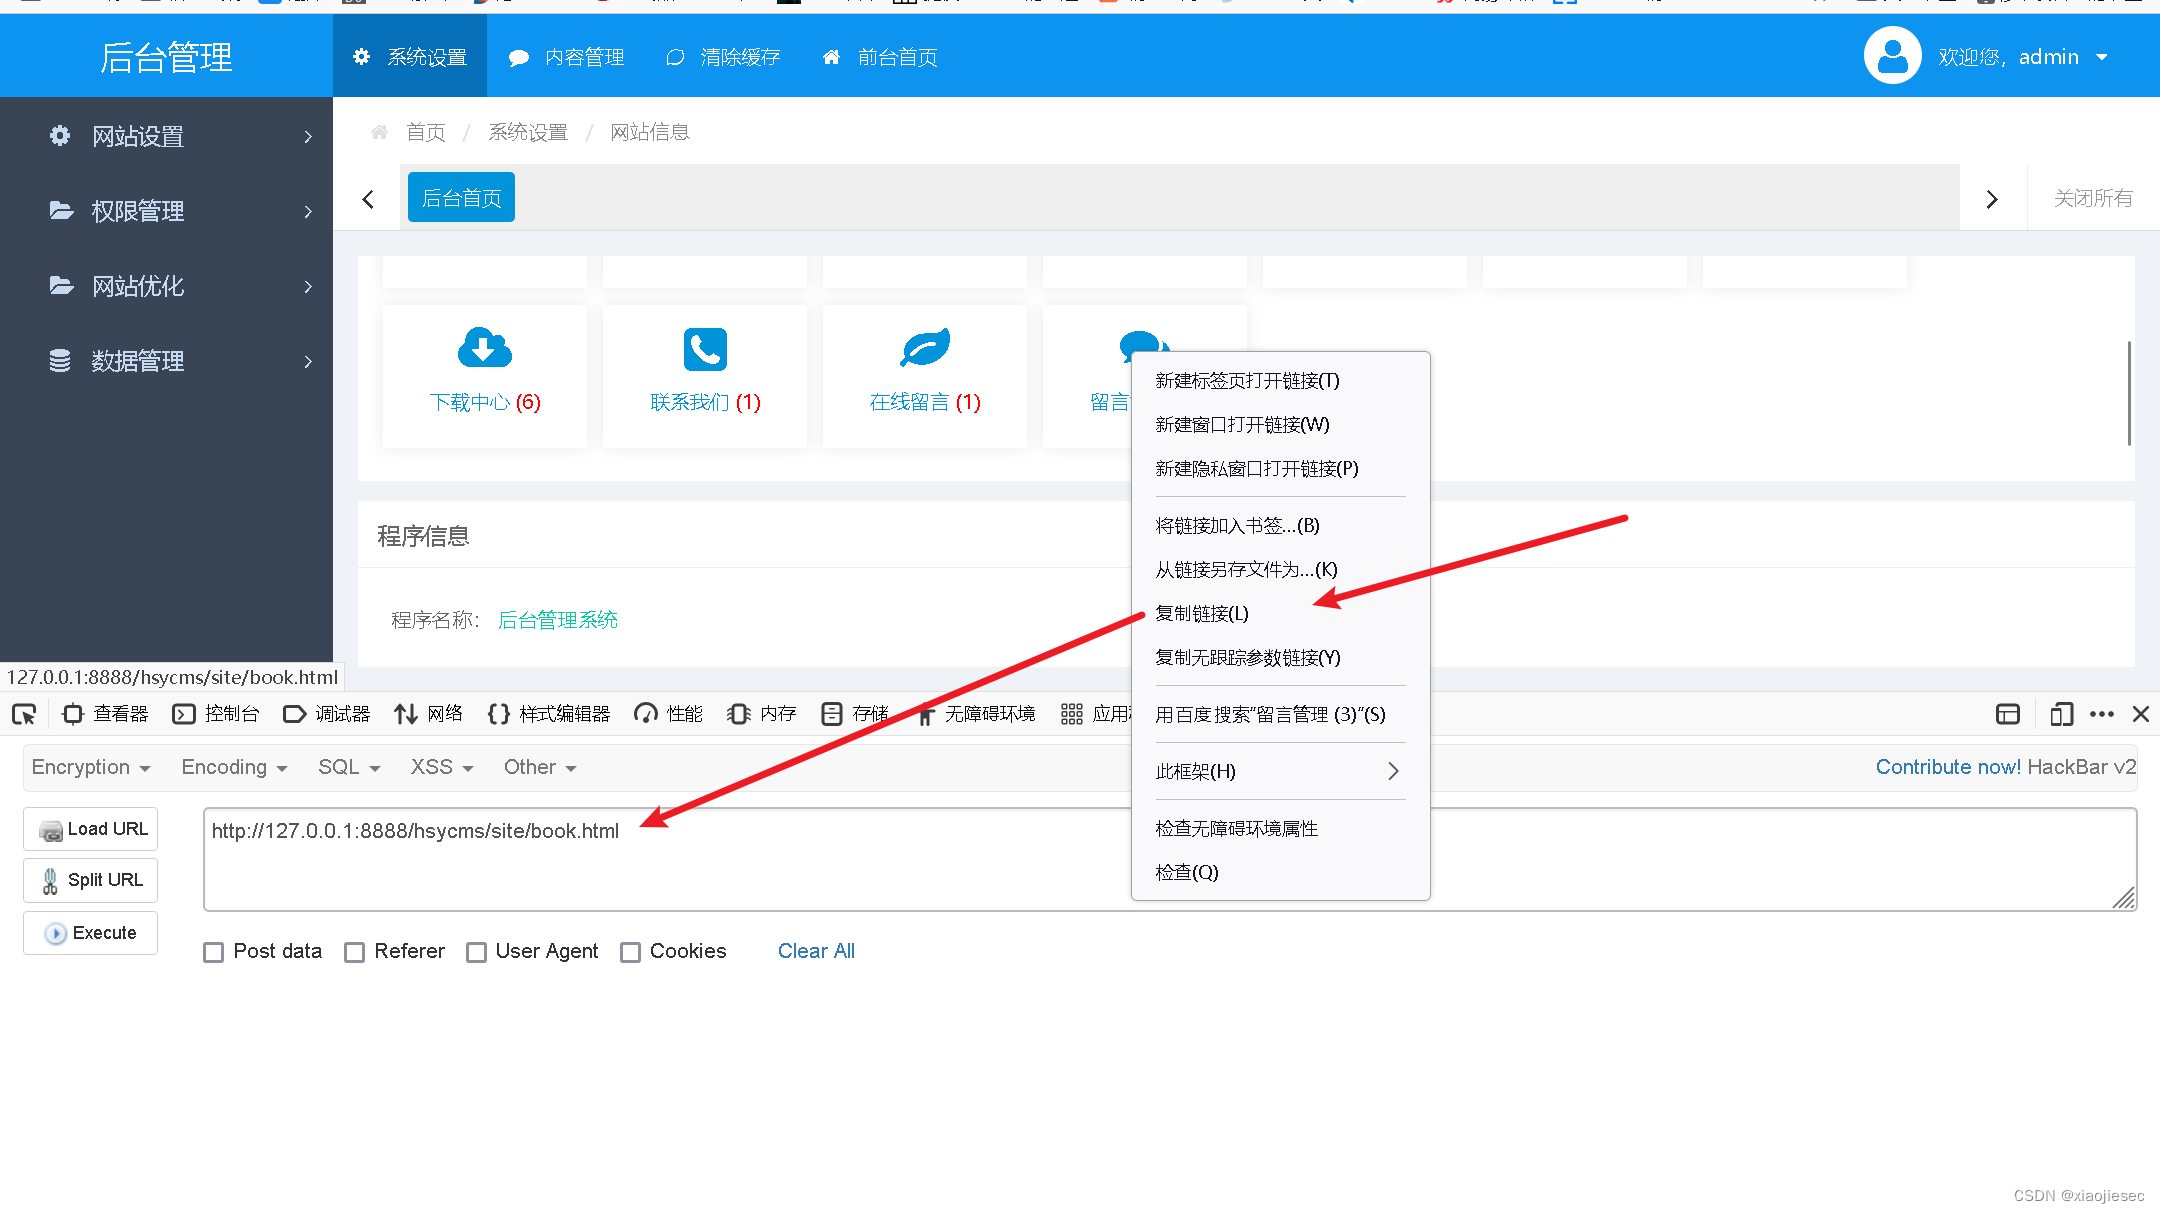 后台管理
系统设置
内容管理
清除缓存
前台首页
欢迎您，admin
网站设置
权限管理
网站优化
数据管理
首页 / 系统设置 / 网站信息
后台首页
关闭所有
下载中心 (6)
联系我们 (1)
在线留言 (1)
留言
新建标签页打开链接(T)
新建窗口打开链接(W)
新建隐私窗口打开链接(P)
将链接加入书签...(B)
从链接另存文件为...(K)
复制链接(L)
复制无跟踪参数链接(Y)
用百度搜索"留言管理 (3)"(S)
此框架(H)
检查无障碍环境属性
检查(Q)
程序信息
程序名称： 后台管理系统
127.0.0.1:8888/hsycms/site/book.html
查看器
控制台
调试器
网络
样式编辑器
性能
内存
存储
无障碍环境
应用
Encryption
Encoding
SQL
XSS
Other
Contribute now! HackBar v2
Load URL
Split URL
Execute
http://127.0.0.1:8888/hsycms/site/book.html
Post data
Referer
User Agent
Cookies
Clear All
CSDN @xiaojiesec